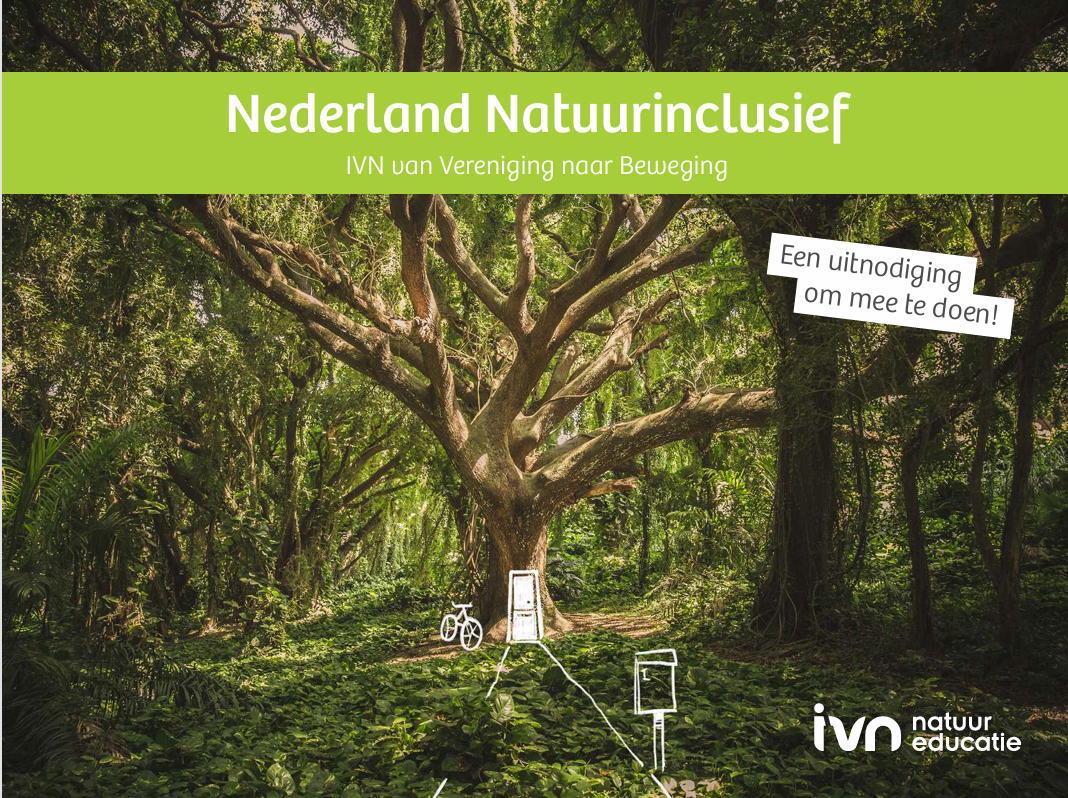 Nederland Natuurinclusief
IVN van Vereniging naar Beweging
Een uitnodiging
om mee te doen!
ivn natuur
educatie